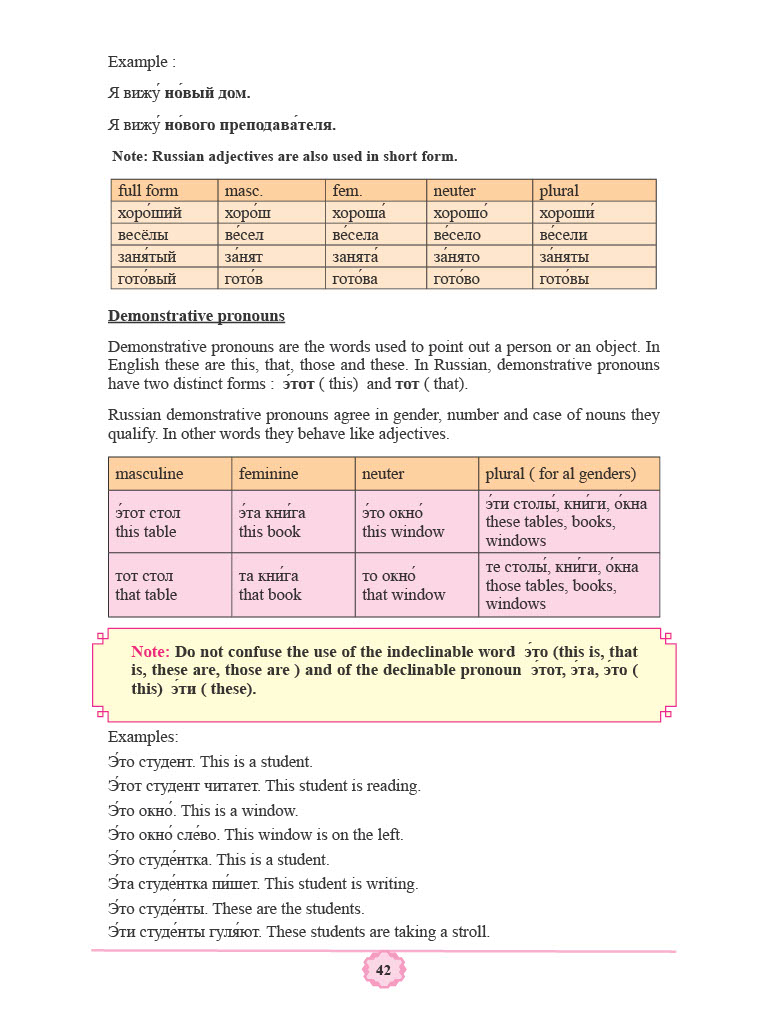 Example :
Я вижу́ но́вый дом.
Я вижу́ но́вого преподава́теля.
Note: Russian adjectives are also used in short form.
full form masc. fem. neuter plural
хоро́ший хоро́ш хороша́ хорошо́ хороши́
весёлы ве́сел ве́села ве́село ве́сели
заня́тый за́нят занята́ за́нято за́няты
гото́вый гото́в гото́ва гото́во гото́вы
Demonstrative pronouns
Demonstrative pronouns are the words used to point out a person or an object. In
English these are this, that, those and these. In Russian, demonstrative pronouns
have two distinct forms : э́тот ( this) and тот ( that).
Russian demonstrative pronouns agree in gender, number and case of nouns they
qualify. In other words they behave like adjectives.
masculine feminine neuter plural ( for al genders)
э́тот стол
this table
э́та кни́га
this book
э́то окно́
this window
э́ти столы́, кни́ги, о́кна
these tables, books,
windows
тот стол
that table
та кни́га
that book
то окно́
that window
те столы́, кни́ги, о́кна
those tables, books,
windows
Note: Do not confuse the use of the indeclinable word э́то (this is, that
is, these are, those are ) and of the declinable pronoun э́тот, э́та, э́то (
this) э́ти ( these).
Examples:
Э́то студент. This is a student.
Э́тот студент читатет. This student is reading.
Э́то окно́. This is a window.
Э́то окно́ сле́во. This window is on the left.
Э́то студе́нтка. This is a student.
Э́та студе́нтка пи́шет. This student is writing.
Э́то студе́нты. These are the students.
Э́ти студе́нты гуля́ют. These students are taking a stroll.
42